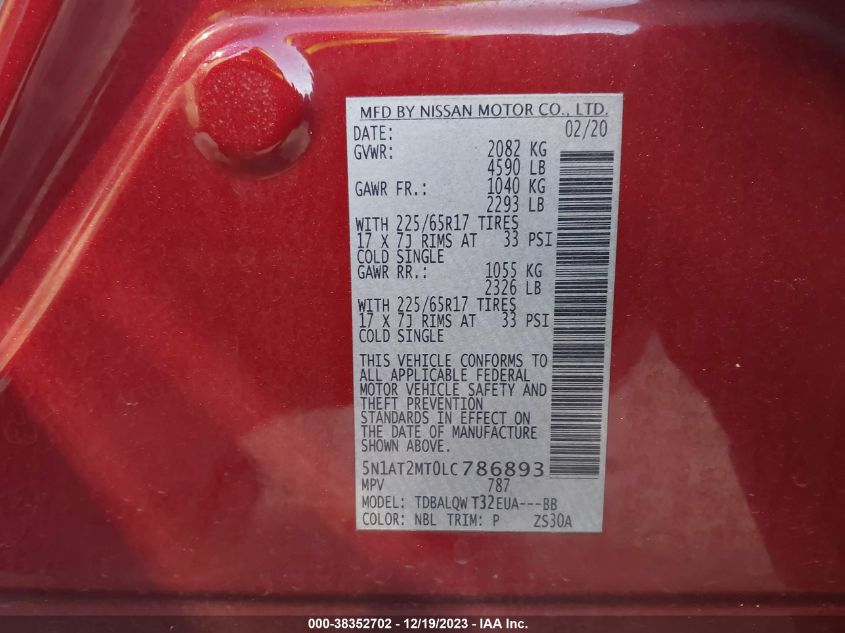 MFD BY NISSAN MOTOR CO., LTD.
DATE: 02/20
GVWR: 2082 KG
4590 LB
GAWR FR.: 1040 KG
2293 LB
WITH 225/65R17 TIRES
17 X 7J RIMS AT 33 PSI
COLD SINGLE
GAWR RR.: 1055 KG
2326 LB
WITH 225/65R17 TIRES
17 X 7J RIMS AT 33 PSI
COLD SINGLE
THIS VEHICLE CONFORMS TO
ALL APPLICABLE FEDERAL
MOTOR VEHICLE SAFETY AND
THEFT PREVENTION
STANDARDS IN EFFECT ON
THE DATE OF MANUFACTURE
SHOWN ABOVE.
5N1AT2MT0LC786893
MPV 787
MODEL: TDBALQW T32EUA---BB
COLOR: NBL TRIM: P ZS30A
000-38352702 - 12/19/2023 - IAA Inc.